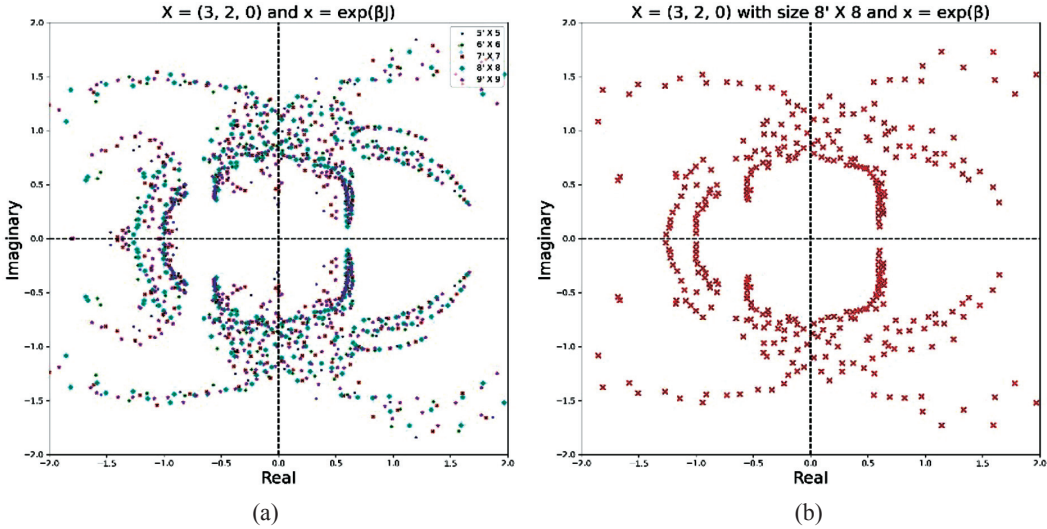 X = (3, 2, 0) and x = exp(βJ)
2.0
1.5
1.0
0.5
0.0
−0.5
−1.0
−1.5
−2.0
Imaginary
5' X 5
6' X 6
7' X 7
8' X 8
9' X 9
−2.0 −1.5 −1.0 −0.5 0.0 0.5 1.0 1.5 2.0
Real
(a)
X = (3, 2, 0) with size 8' X 8 and x = exp(β)
2.0
1.5
1.0
0.5
0.0
−0.5
−1.0
−1.5
−2.0
Imaginary
−2.0 −1.5 −1.0 −0.5 0.0 0.5 1.0 1.5 2.0
Real
(b)